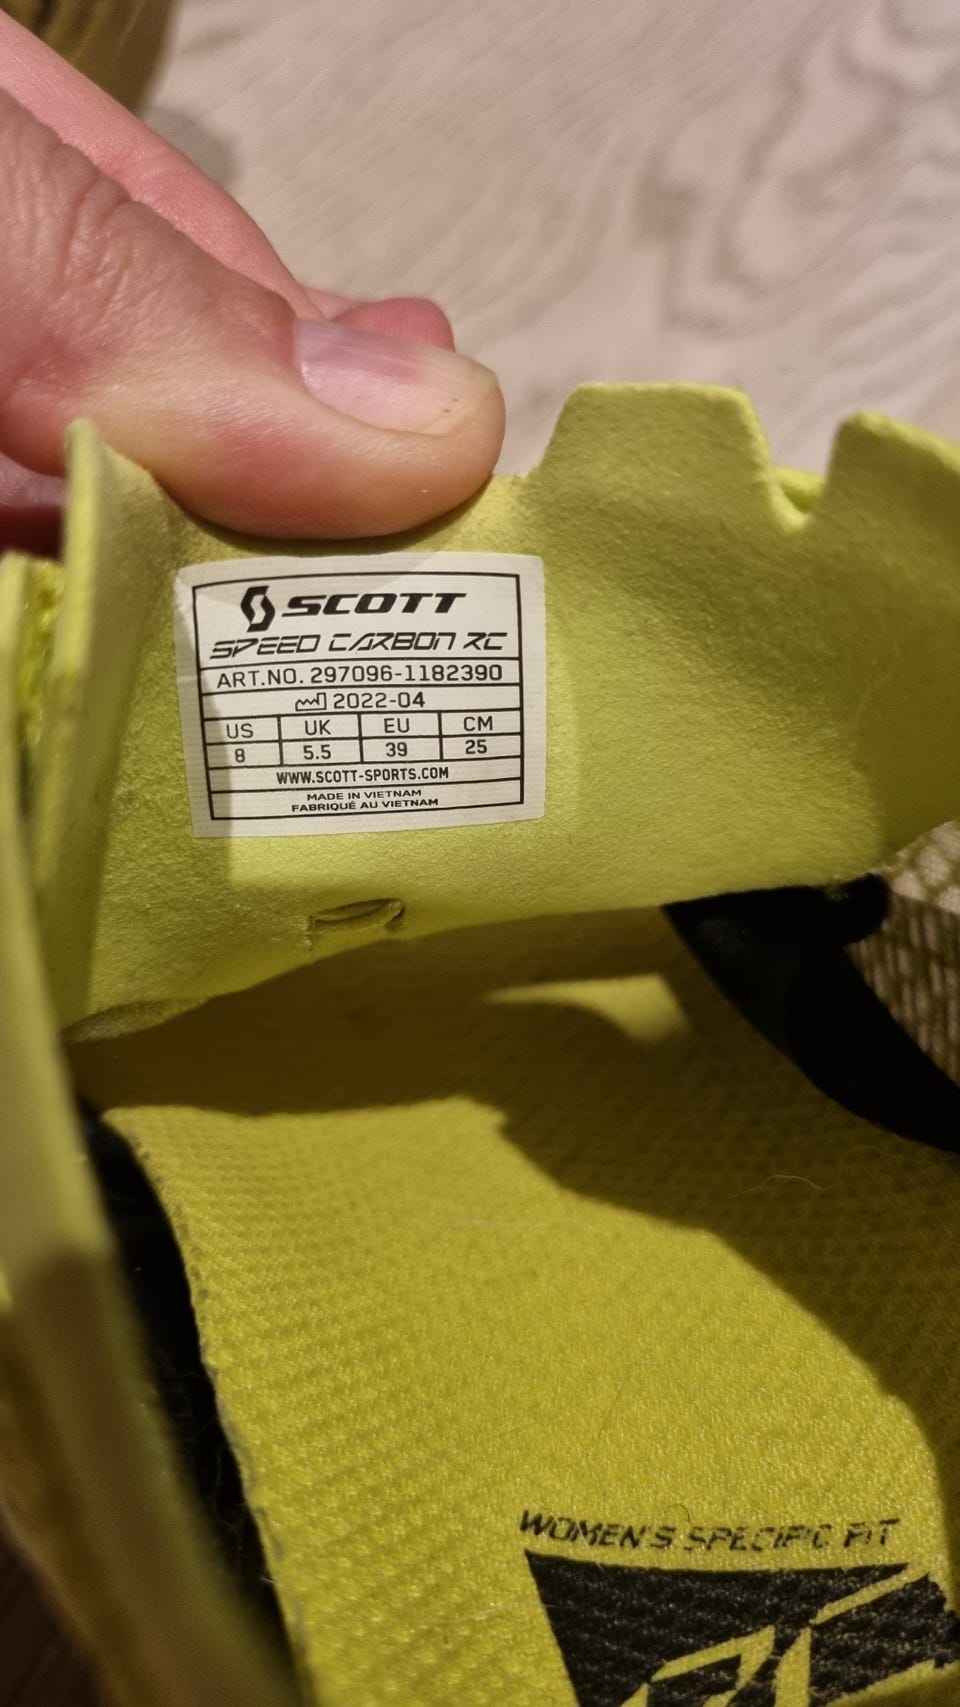 SCOTT
SPEED CARBON RC
ART.NO. 297096-1182390
2022-04
US UK EU CM
8 5.5 39 25
WWW.SCOTT-SPORTS.COM
MADE IN VIETNAM
FABRIQUÉ AU VIETNAM
WOMEN'S SPECIFIC FIT
RC